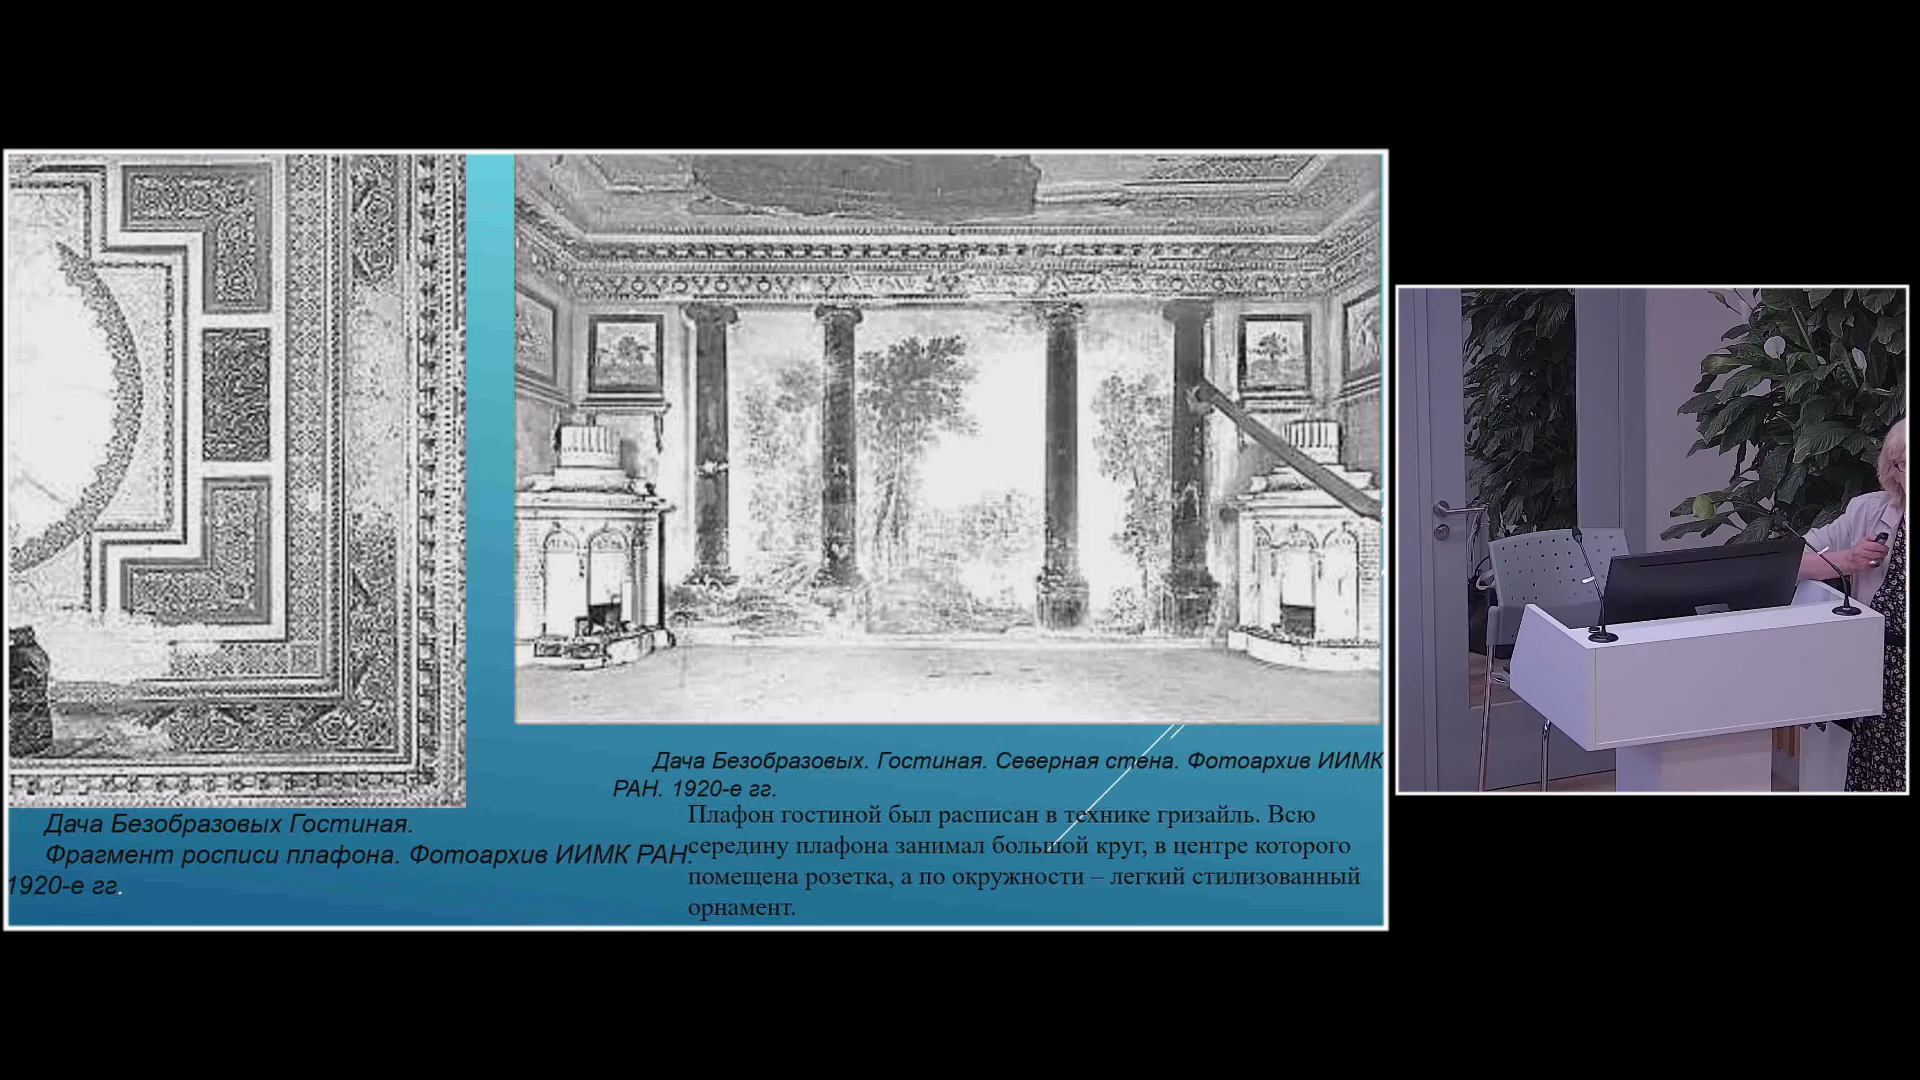 Дача Безобразовых Гостиная.
Фрагмент росписи плафона. Фотоархив ИИМК РАН.
1920-е гг.
Дача Безобразовых. Гостиная. Северная стена. Фотоархив ИИМК
РАН. 1920-е гг.
Плафон гостиной был расписан в технике гризайль. Всю
середину плафона занимал большой круг, в центре которого
помещена розетка, а по окружности – легкий стилизованный
орнамент.